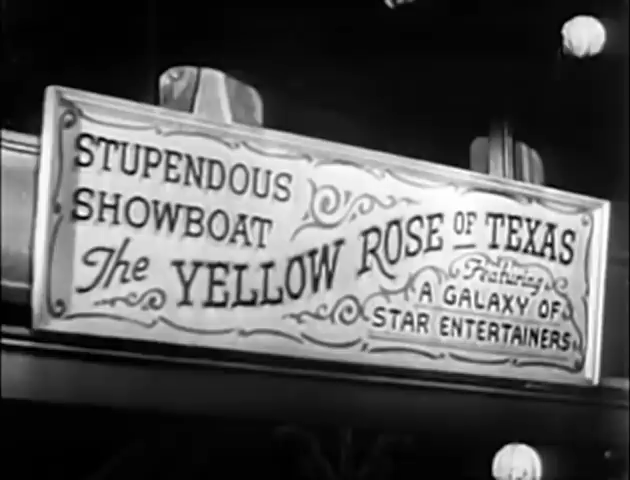 STUPENDOUS
SHOWBOAT
The YELLOW ROSE OF TEXAS
Featuring
A GALAXY OF
STAR ENTERTAINERS